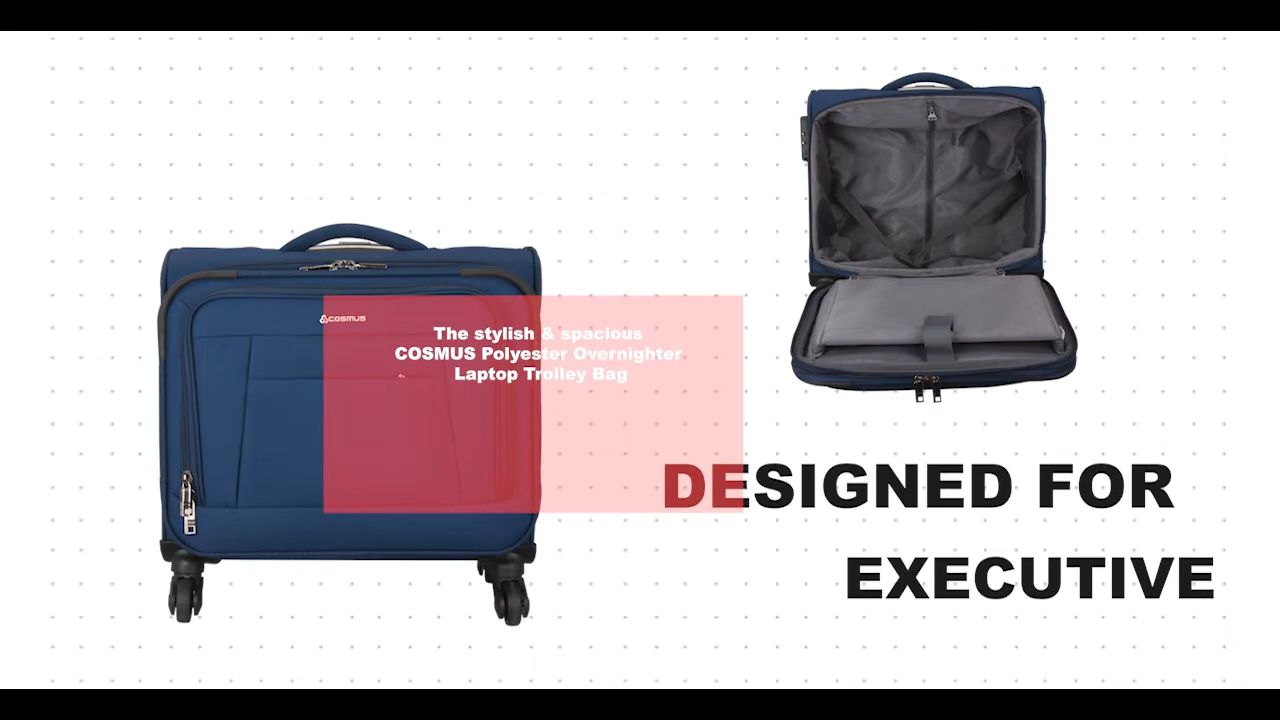 COSMUS
The stylish & spacious
COSMUS Polyester Overnighter
Laptop Trolley Bag
DESIGNED FOR
EXECUTIVE